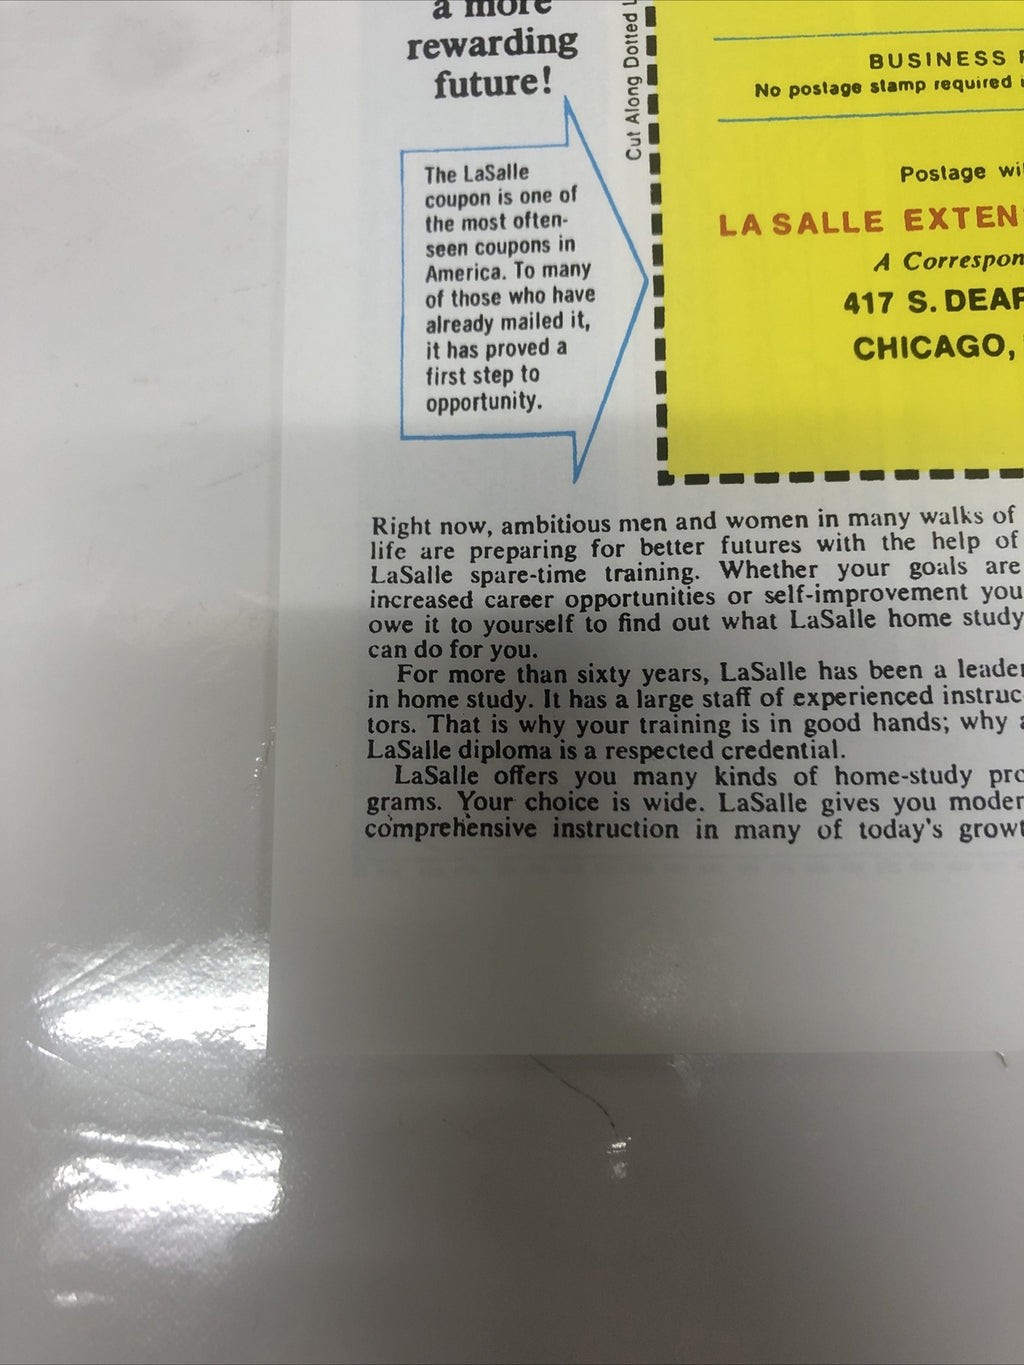 a more
rewarding
future!
The LaSalle
coupon is one of
the most often-
seen coupons in
America. To many
of those who have
already mailed it,
it has proved a
first step to
opportunity.
Cut Along Dotted
BUSINESS
No postage stamp required
Postage
LA SALLE EXTEN
A Correspon
417 S. DEAR
CHICAGO,
Right now, ambitious men and women in many walks of
life are preparing for better futures with the help of
LaSalle spare-time training. Whether your goals are
increased career opportunities or self-improvement you
owe it to yourself to find out what LaSalle home study
can do for you.
For more than sixty years, LaSalle has been a leader
in home study. It has a large staff of experienced instruc-
tors. That is why your training is in good hands; why a
LaSalle diploma is a respected credential.
LaSalle offers you many kinds of home-study pro
grams. Your choice is wide. LaSalle gives you moder
comprehensive instruction in many of today's growt